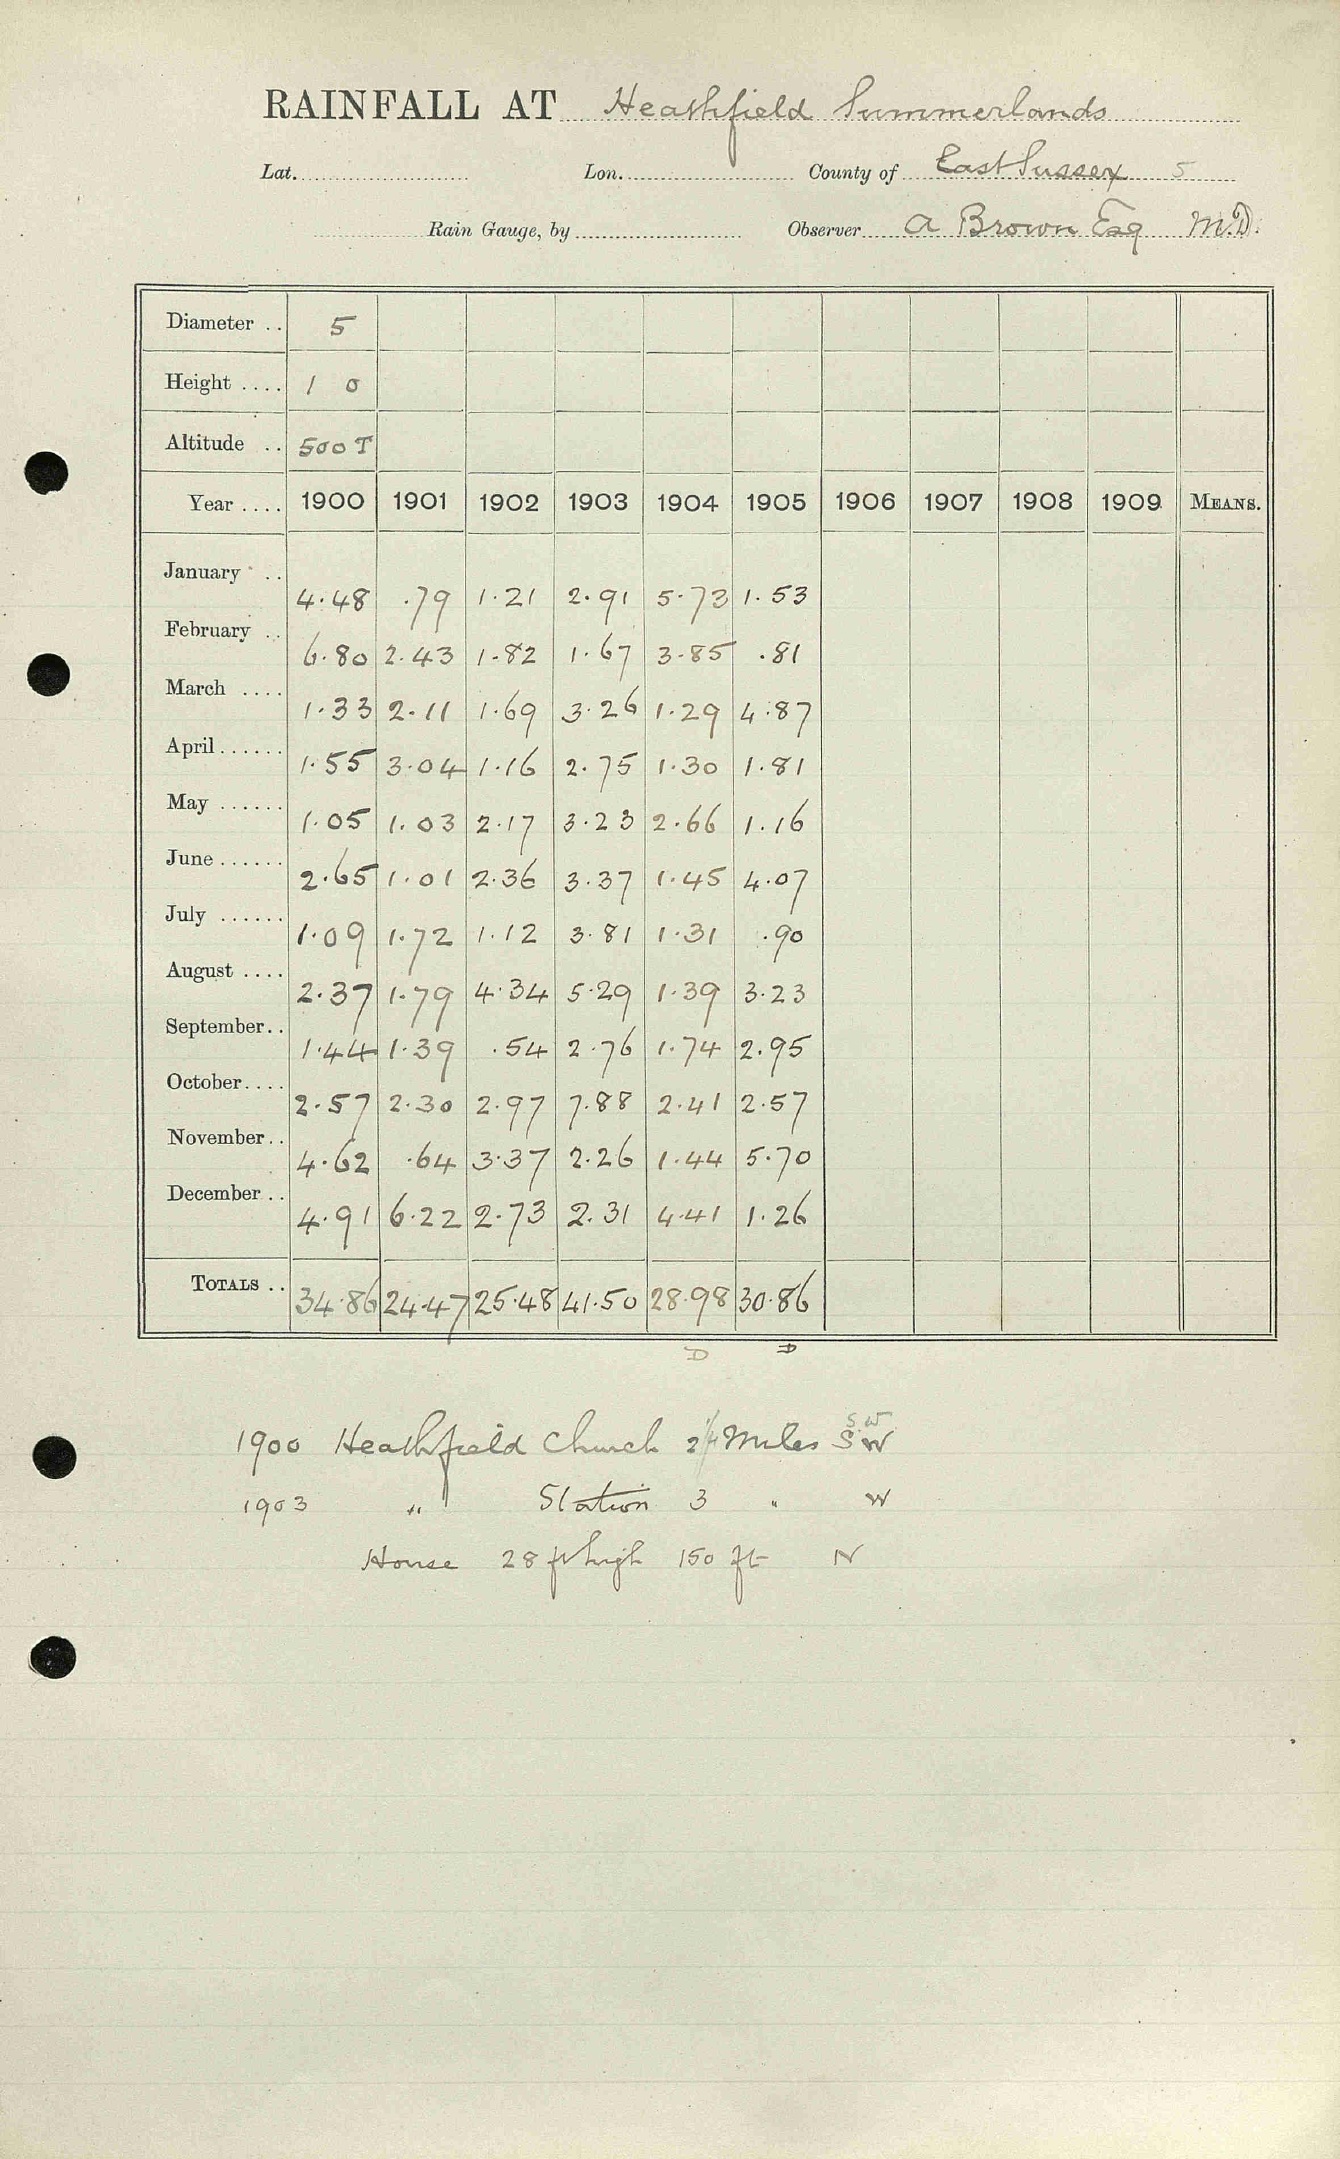 RAINFALL AT Heathfield Summerlands
Lat. Lon. County of East Sussex 5
Rain Gauge, by Observer A Brown Esq M.D.
Diameter .. 5
Height .... 1 0
Altitude .. 500 T
Year .... 1900 1901 1902 1903 1904 1905 1906 1907 1908 1909 MEANS.
January .. 4.48 .79 1.21 2.91 5.73 1.53
February .. 6.80 2.43 1.82 1.67 3.85 .81
March .... 1.33 2.11 1.69 3.26 1.29 4.87
April ...... 1.55 3.04 1.16 2.75 1.30 1.81
May ...... 1.05 1.03 2.17 3.23 2.66 1.16
June ...... 2.65 1.01 2.36 3.37 1.45 4.07
July ...... 1.09 1.72 1.12 3.81 1.31 .90
August .... 2.37 1.79 4.34 5.29 1.39 3.23
September .. 1.44 1.39 .54 2.76 1.74 2.95
October .... 2.57 2.30 2.97 7.88 2.41 2.57
November .. 4.62 .64 3.37 2.26 1.44 5.70
December .. 4.91 6.22 2.73 2.31 4.41 1.26
TOTALS .. 34.86 24.47 25.48 41.50 28.98 30.86
D D
S W
1900 Heathfield Church Miles S W
1903 " Station 3 " W
House 28 ft high 150 ft N